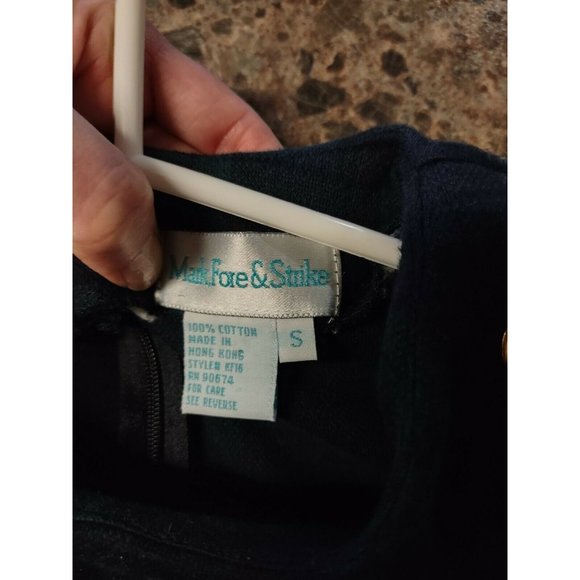 Mark, Fore & Strike
S
100% COTTON
MADE IN
HONG KONG
STYLE# KF16
RN 90674
FOR CARE
SEE REVERSE